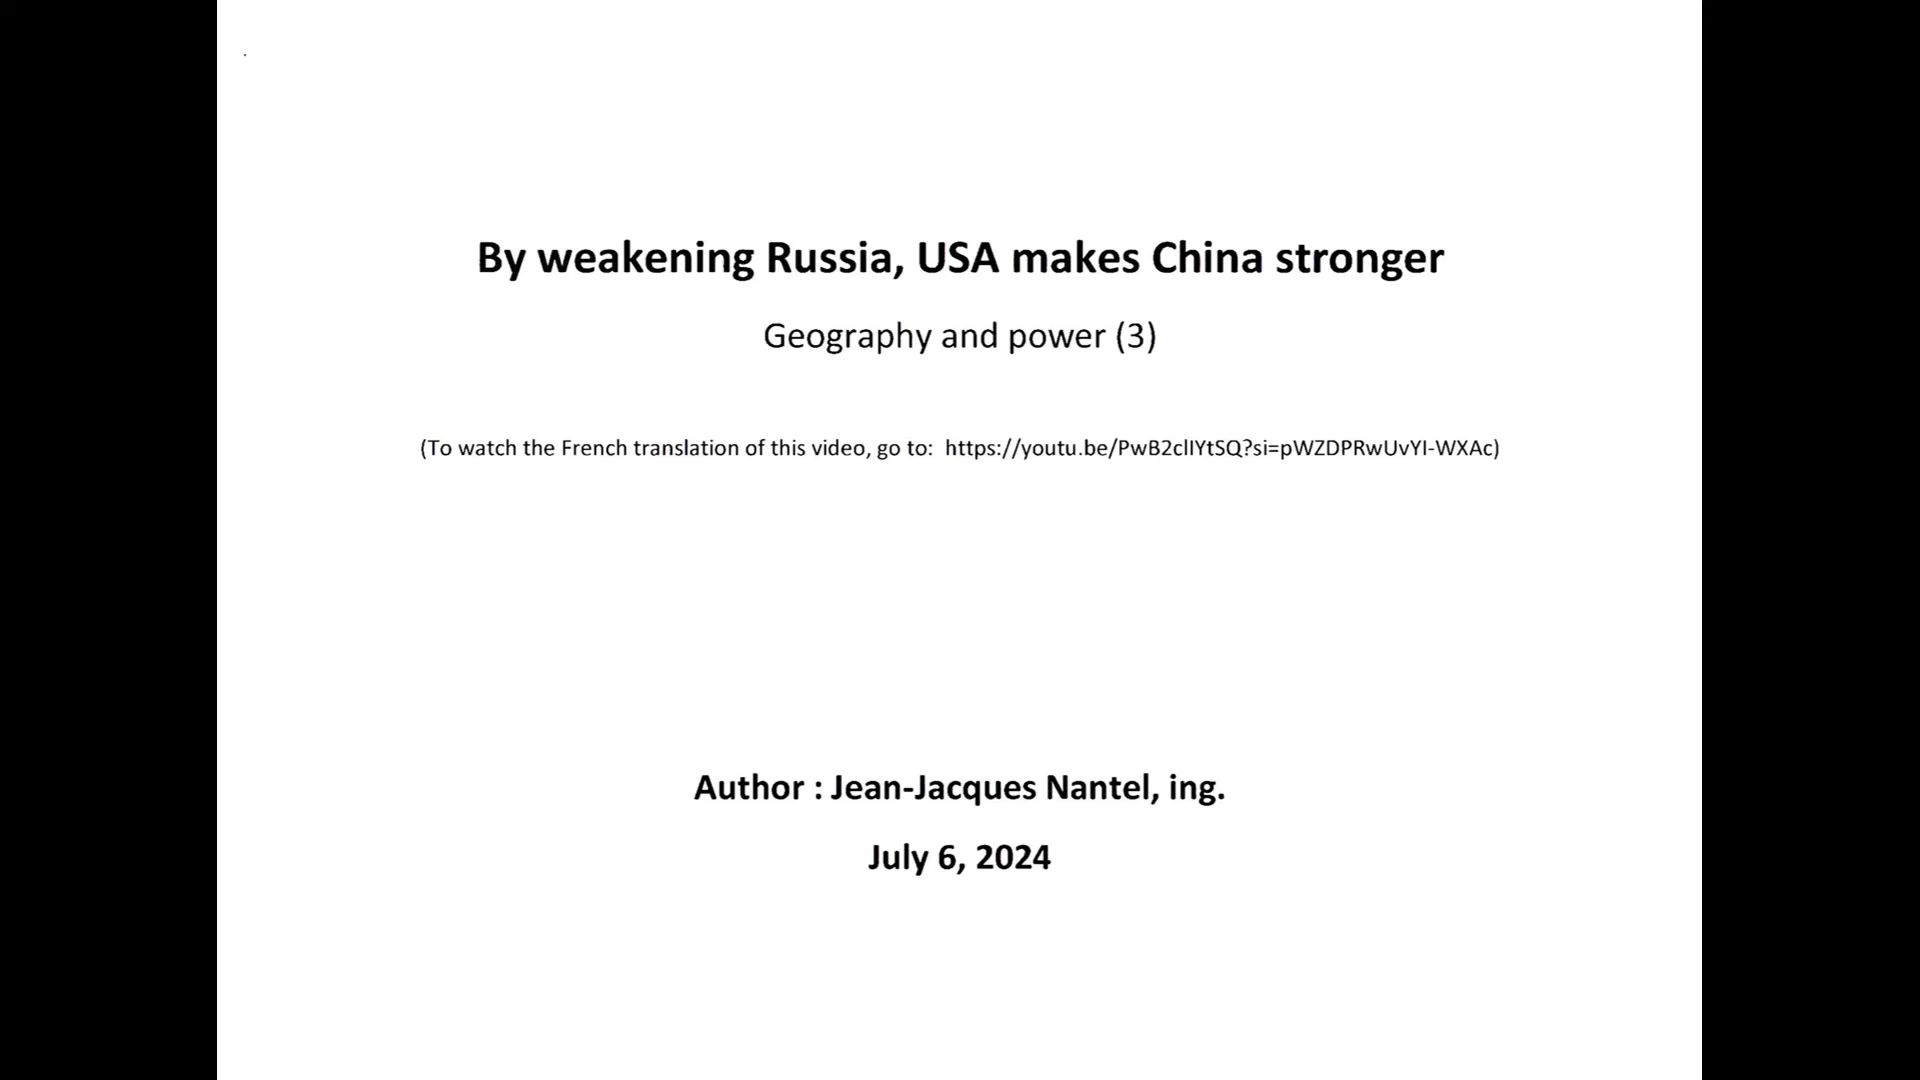 By weakening Russia, USA makes China stronger
Geography and power (3)
(To watch the French translation of this video, go to:  https://youtu.be/PwB2clIYtSQ?si=pWZDPRwUvYI-WXAc)
Author : Jean-Jacques Nantel, ing.
July 6, 2024